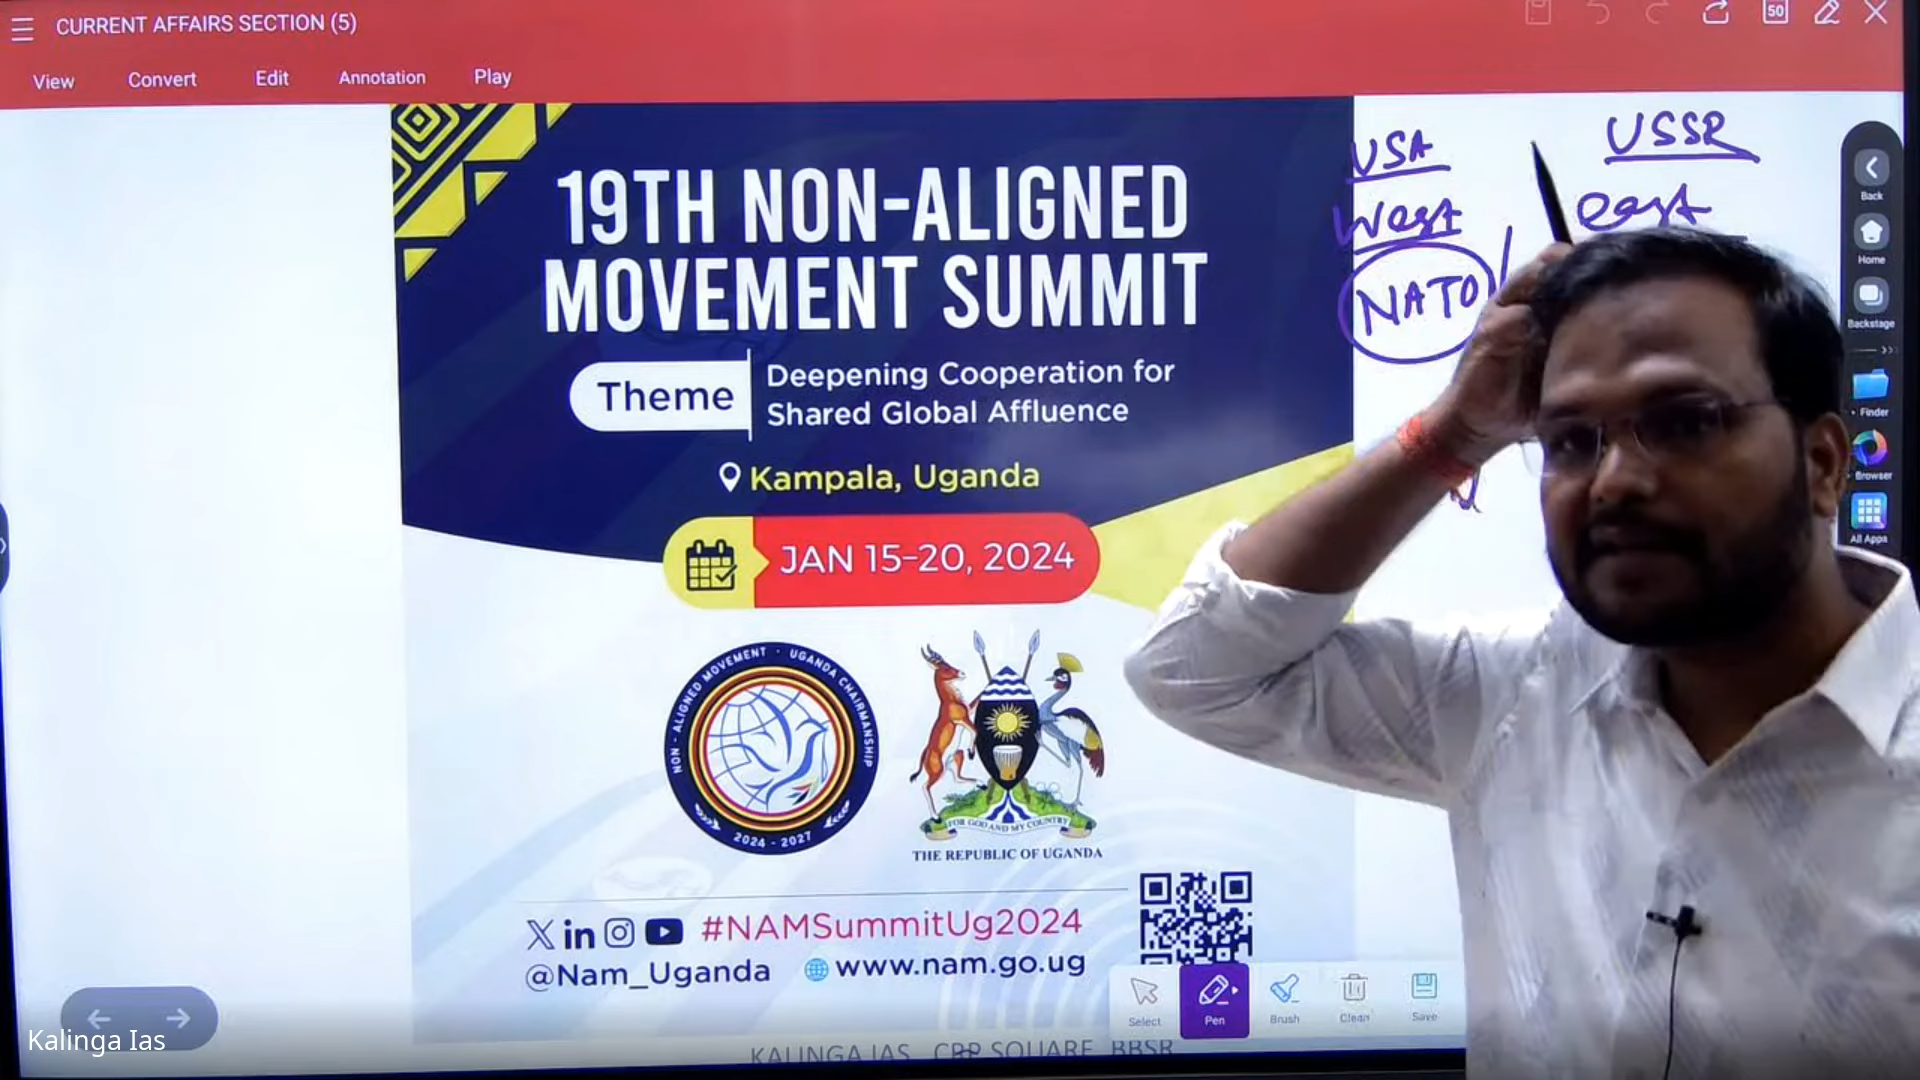 CURRENT AFFAIRS SECTION (5)
50
View Convert Edit Annotation Play
19TH NON-ALIGNED
MOVEMENT SUMMIT
Theme
Deepening Cooperation for
Shared Global Affluence
Kampala, Uganda
JAN 15-20, 2024
NON - ALIGNED MOVEMENT · UGANDA CHAIRMANSHIP
2024 - 2027
FOR GOD AND MY COUNTRY
THE REPUBLIC OF UGANDA
#NAMSummitUg2024
@Nam_Uganda www.nam.go.ug
USA
West
NATO
USSR
east
Back
Home
Backstage
Finder
Browser
All Apps
Select Pen Brush Clean Save
Kalinga Ias
KALINGA IAS, CRP SQUARE, BBSR